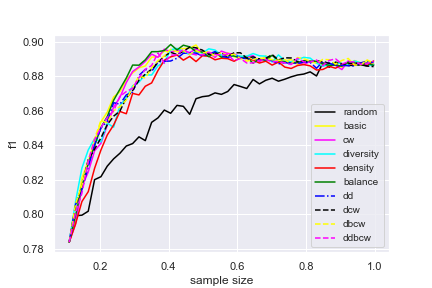 0.90
0.88
0.86
0.84
0.82
0.80
0.78
f1
0.2
0.4
0.6
0.8
1.0
sample size
random
basic
cw
diversity
density
balance
dd
dcw
dbcw
ddbcw